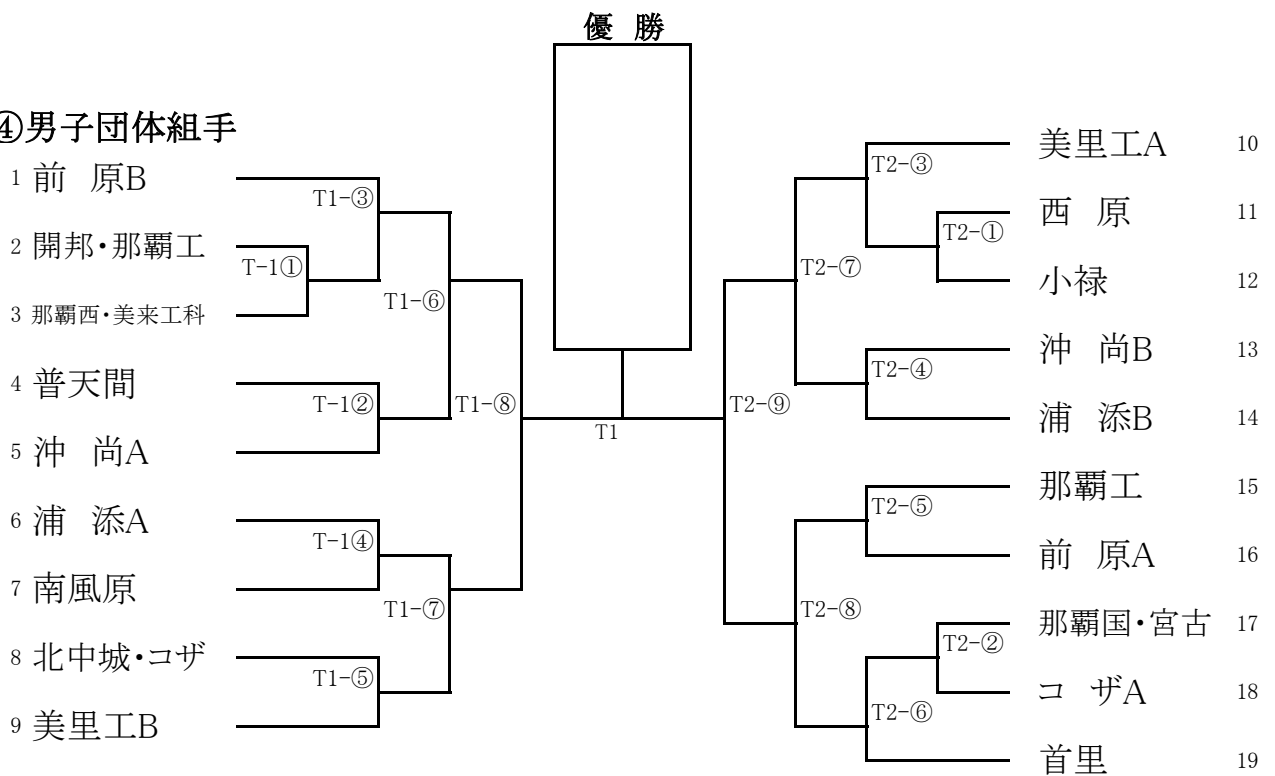 優 勝
④男子団体組手
1 前 原B
T1-③
2 開邦・那覇工
T-1①
3 那覇西・美来工科
T1-⑥
4 普天間
T-1②
5 沖 尚A
T1-⑧
6 浦 添A
T-1④
7 南風原
T1-⑦
8 北中城・コザ
T1-⑤
9 美里工B
T1
美里工A 10
T2-③
西 原 11
T2-①
小禄 12
T2-⑦
沖 尚B 13
T2-④
浦 添B 14
T2-⑨
那覇工 15
T2-⑤
前 原A 16
T2-⑧
那覇国・宮古 17
T2-②
コ ザA 18
T2-⑥
首里 19